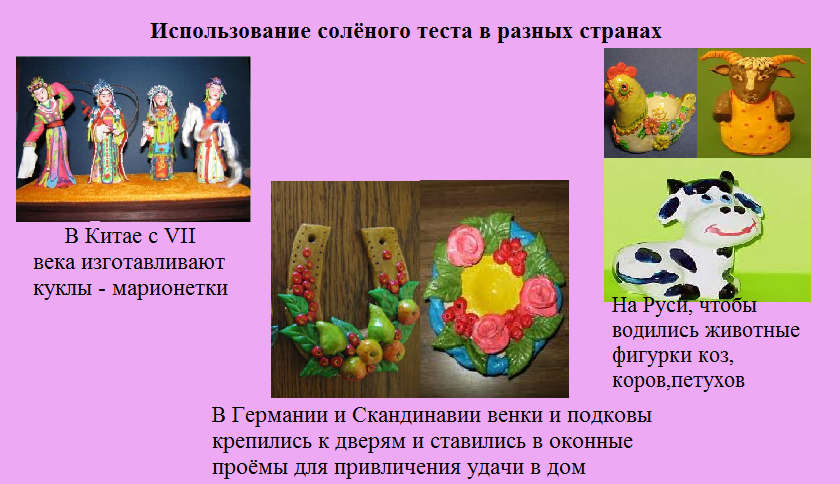 Использование солёного теста в разных странах
В Китае с VII
века изготавливают
куклы - марионетки
На Руси, чтобы
водились животные
фигурки коз,
коров,петухов
В Германии и Скандинавии венки и подковы
крепились к дверям и ставились в оконные
проёмы для привличения удачи в дом